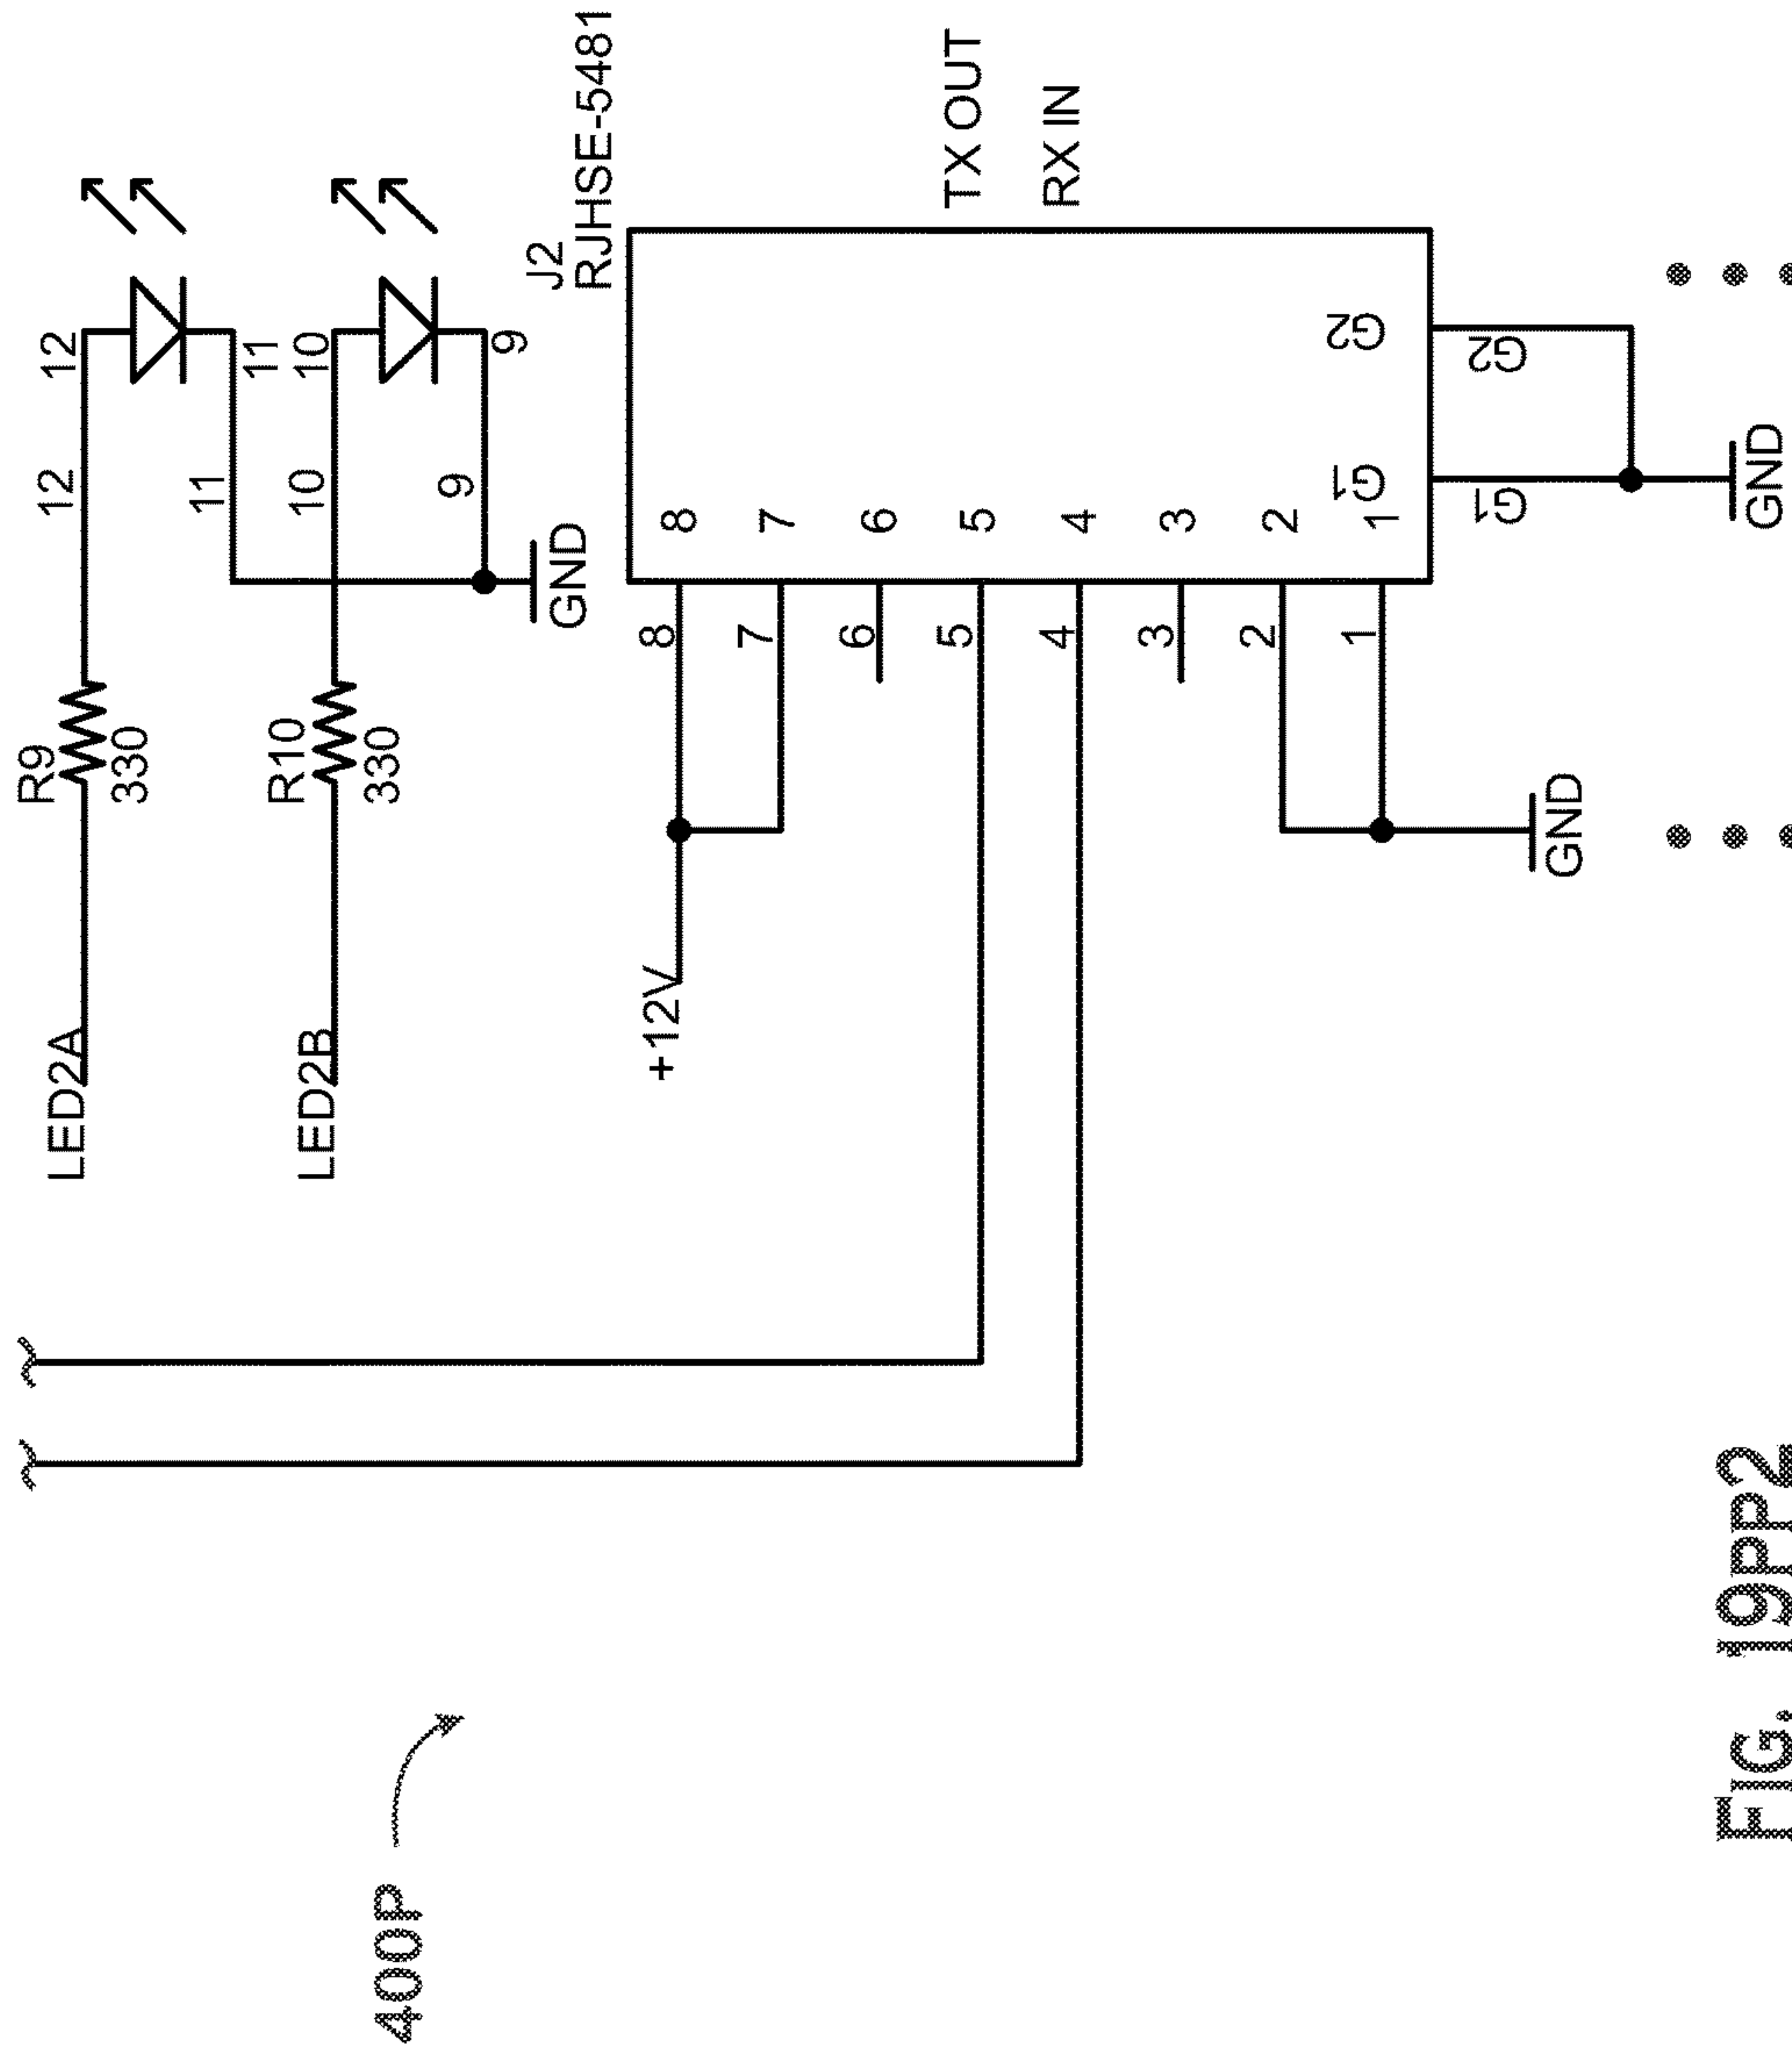 R9
LED2A 12 12
330
11
11
R10
LED2B 10 10
330
400P
9
9
J2
GND
RJHSE-5481
+12V 8 8
7 7
6 6
5 5 TX OUT
4 4 RX IN
3 3
2 2
1 1
G1 G2
G1 G2
GND
GND
FIG. 19PP2